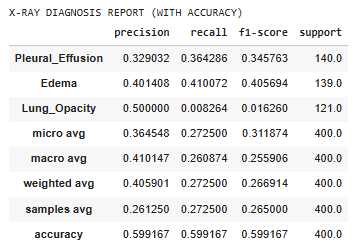 X-RAY DIAGNOSIS REPORT (WITH ACCURACY)
precision recall f1-score support
Pleural_Effusion 0.329032 0.364286 0.345763 140.0
Edema 0.401408 0.410072 0.405694 139.0
Lung_Opacity 0.500000 0.008264 0.016260 121.0
micro avg 0.364548 0.272500 0.311874 400.0
macro avg 0.410147 0.260874 0.255906 400.0
weighted avg 0.405901 0.272500 0.266914 400.0
samples avg 0.261250 0.272500 0.265000 400.0
accuracy 0.599167 0.599167 0.599167 400.0